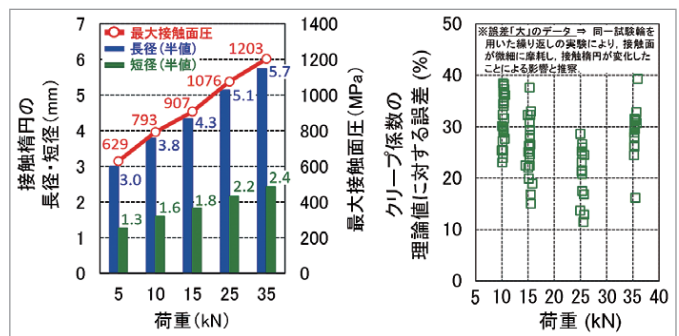 7
6
5
4
3
2
1
0
接触楕円の
長径・短径(mm)
最大接触面圧
長径(半値)
短径(半値)
629
793
907
1076
1203
3.0
3.8
4.3
5.1
5.7
1.3
1.6
1.8
2.2
2.4
5 10 15 25 35
荷重(kN)
1400
1200
1000
800
600
400
200
0
最大接触面圧(MPa)
クリープ係数の
理論値に対する誤差 (%)
50
40
30
20
10
0
※誤差「大」のデータ ⇒ 同一試験輪を
用いた繰り返しの実験により，接触面
が微細に摩耗し，接触楕円が変化した
ことによる影響と推察．
5 10 15 25 35 40
荷重 (kN)